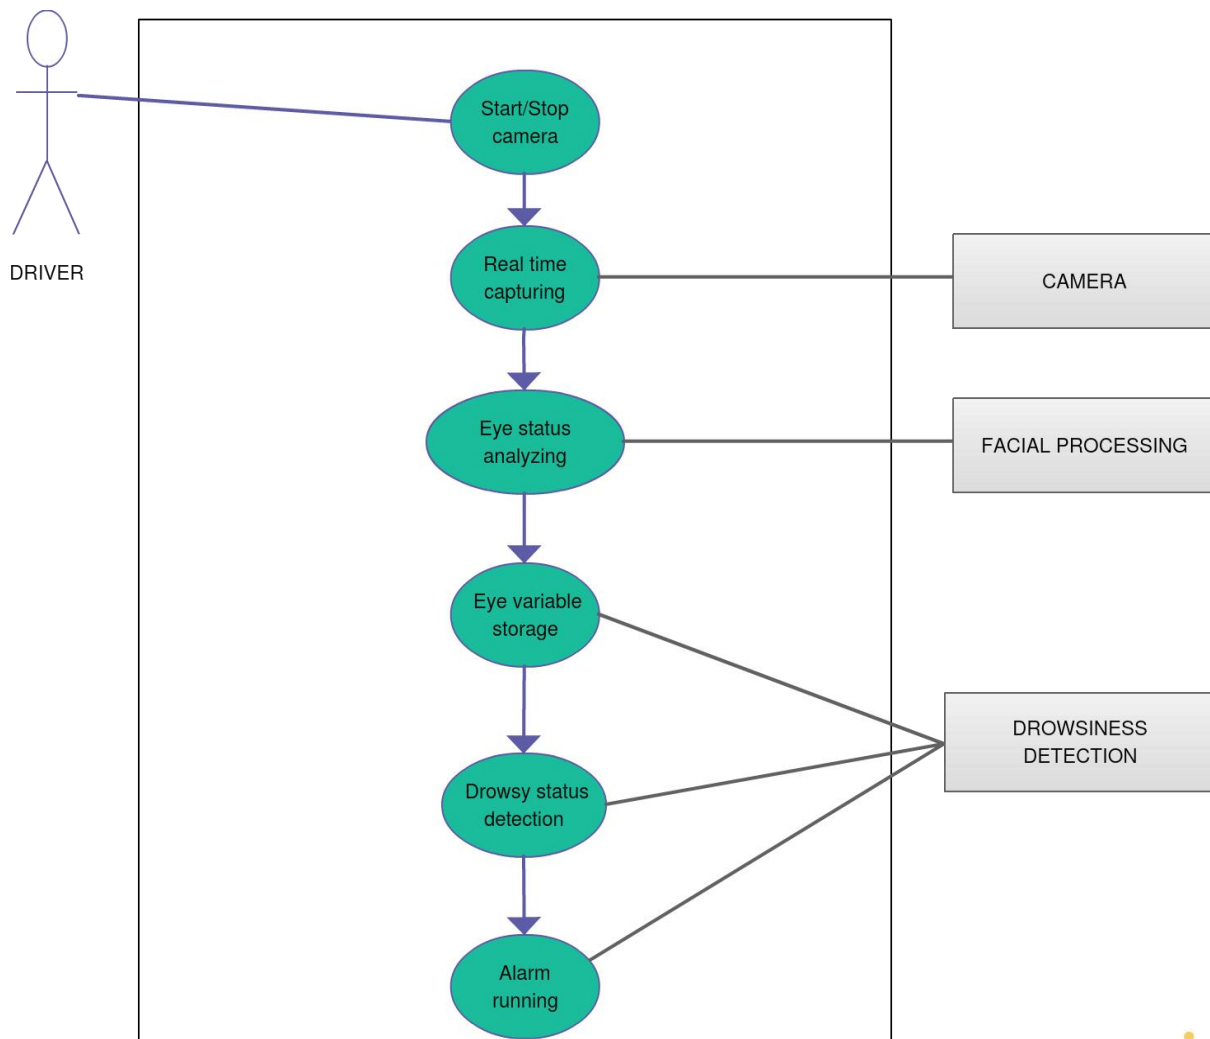 Start/Stop
camera
DRIVER
Real time
capturing
CAMERA
Eye status
analyzing
FACIAL PROCESSING
Eye variable
storage
DROWSINESS
DETECTION
Drowsy status
detection
Alarm
running